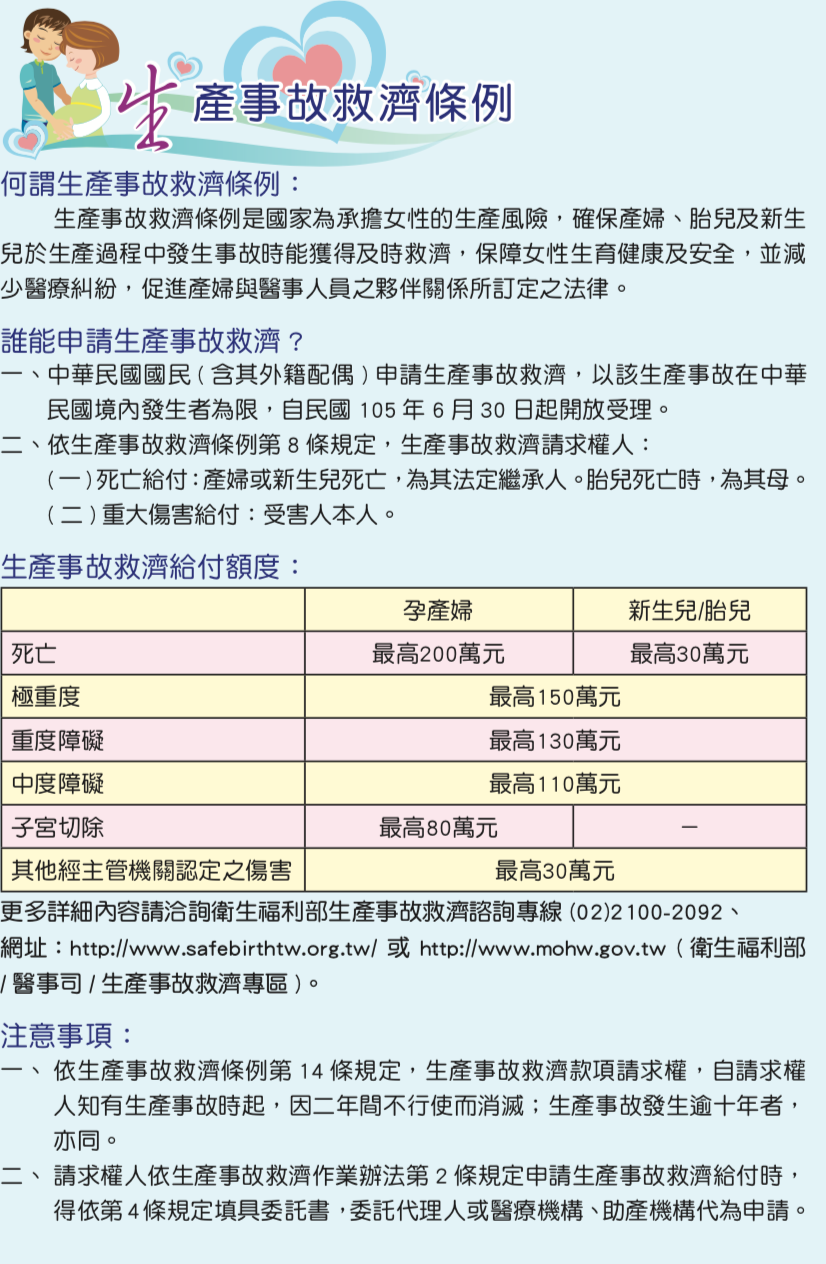 生產事故救濟條例
何謂生產事故救濟條例：
生產事故救濟條例是國家為承擔女性的生產風險，確保產婦、胎兒及新生
兒於生產過程中發生事故時能獲得及時救濟，保障女性生育健康及安全，並減
少醫療糾紛，促進產婦與醫事人員之夥伴關係所訂定之法律。
誰能申請生產事故救濟？
一、中華民國國民(含其外籍配偶)申請生產事故救濟，以該生產事故在中華
民國境內發生者為限，自民國 105 年 6 月 30 日起開放受理。
二、依生產事故救濟條例第 8 條規定，生產事故救濟請求權人：
(一)死亡給付：產婦或新生兒死亡，為其法定繼承人。胎兒死亡時，為其母。
(二)重大傷害給付：受害人本人。
生產事故救濟給付額度：
孕產婦 新生兒/胎兒
死亡 最高200萬元 最高30萬元
極重度 最高150萬元
重度障礙 最高130萬元
中度障礙 最高110萬元
子宮切除 最高80萬元 －
其他經主管機關認定之傷害 最高30萬元
更多詳細內容請洽詢衛生福利部生產事故救濟諮詢專線 (02)2100-2092、
網址：http://www.safebirthtw.org.tw/ 或 http://www.mohw.gov.tw (衛生福利部
/ 醫事司 / 生產事故救濟專區)。
注意事項：
一、 依生產事故救濟條例第 14 條規定，生產事故救濟款項請求權，自請求權
人知有生產事故時起，因二年間不行使而消滅；生產事故發生逾十年者，
亦同。
二、 請求權人依生產事故救濟作業辦法第 2 條規定申請生產事故救濟給付時，
得依第 4 條規定填具委託書，委託代理人或醫療機構、助產機構代為申請。